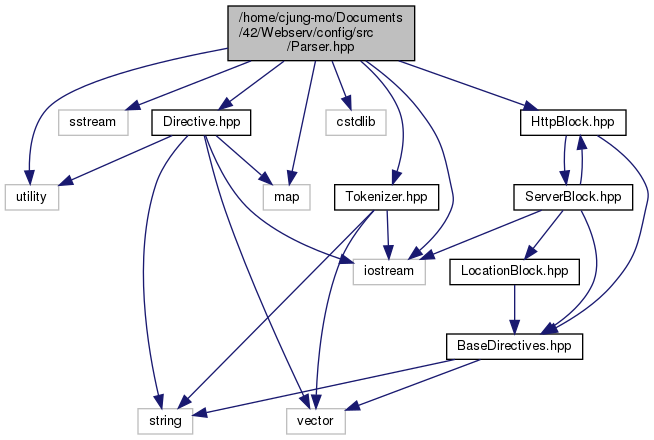 /home/cjung-mo/Documents
/42/Webserv/config/src
/Parser.hpp
sstream
Directive.hpp
cstdlib
HttpBlock.hpp
utility
map
Tokenizer.hpp
ServerBlock.hpp
iostream
LocationBlock.hpp
BaseDirectives.hpp
string
vector